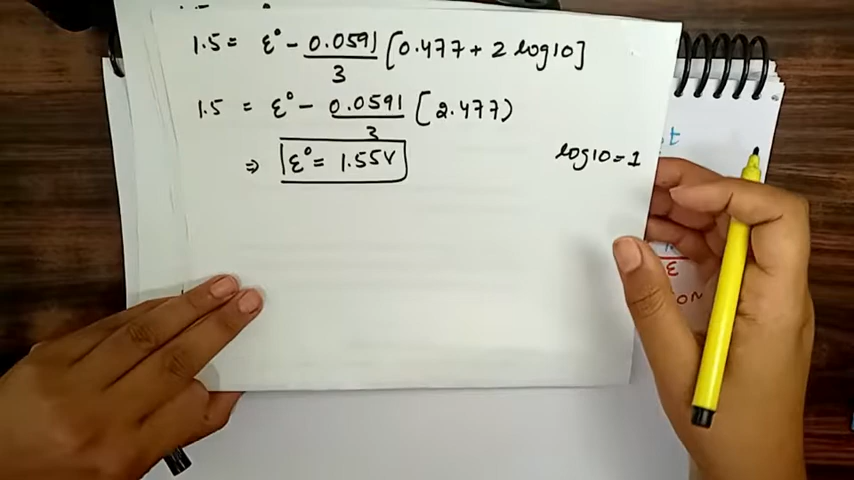 1.5 = ε° - 0.0591/3 [0.477 + 2 log10]
1.5 = ε° - 0.0591/3 [2.477)
⇒ ε° = 1.55V
log10 = 1
t
ε
on